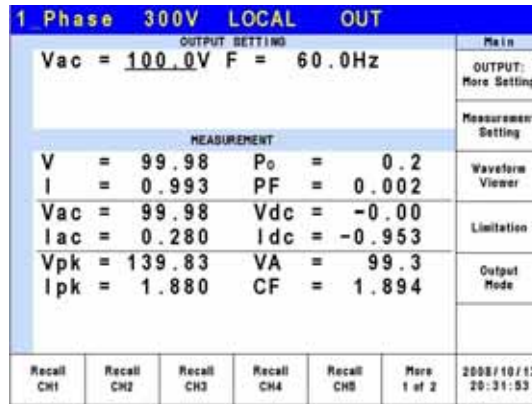 1_Phase 300V LOCAL OUT
OUTPUT SETTING
Vac = 100.0V F = 60.0Hz
MEASUREMENT
V = 99.98 Po = 0.2
I = 0.993 PF = 0.002
Vac = 99.98 Vdc = -0.00
Iac = 0.280 Idc = -0.953
Vpk = 139.83 VA = 99.3
Ipk = 1.880 CF = 1.894
Main
OUTPUT:
More Setting
Measurement
Setting
Waveform
Viewer
Limitation
Output
Mode
Recall CH1
Recall CH2
Recall CH3
Recall CH4
Recall CH5
More 1 of 2
20:31:53